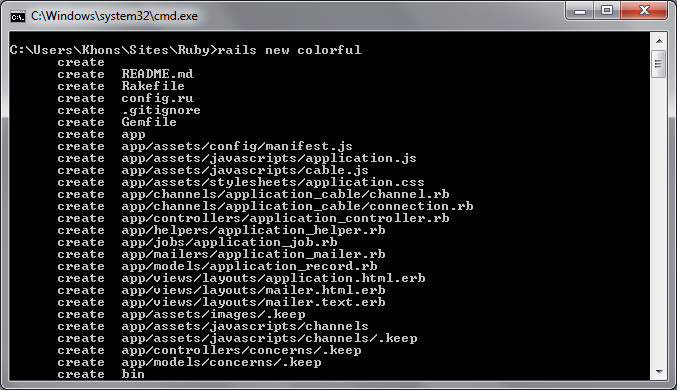 C:\Windows\system32\cmd.exe
C:\Users\Khons\Sites\Ruby>rails new colorful
create
create README.md
create Rakefile
create config.ru
create .gitignore
create Gemfile
create app
create app/assets/config/manifest.js
create app/assets/javascripts/application.js
create app/assets/javascripts/cable.js
create app/assets/stylesheets/application.css
create app/channels/application_cable/channel.rb
create app/channels/application_cable/connection.rb
create app/controllers/application_controller.rb
create app/helpers/application_helper.rb
create app/jobs/application_job.rb
create app/mailers/application_mailer.rb
create app/models/application_record.rb
create app/views/layouts/application.html.erb
create app/views/layouts/mailer.html.erb
create app/views/layouts/mailer.text.erb
create app/assets/images/.keep
create app/assets/javascripts/channels
create app/assets/javascripts/channels/.keep
create app/controllers/concerns/.keep
create app/models/concerns/.keep
create bin